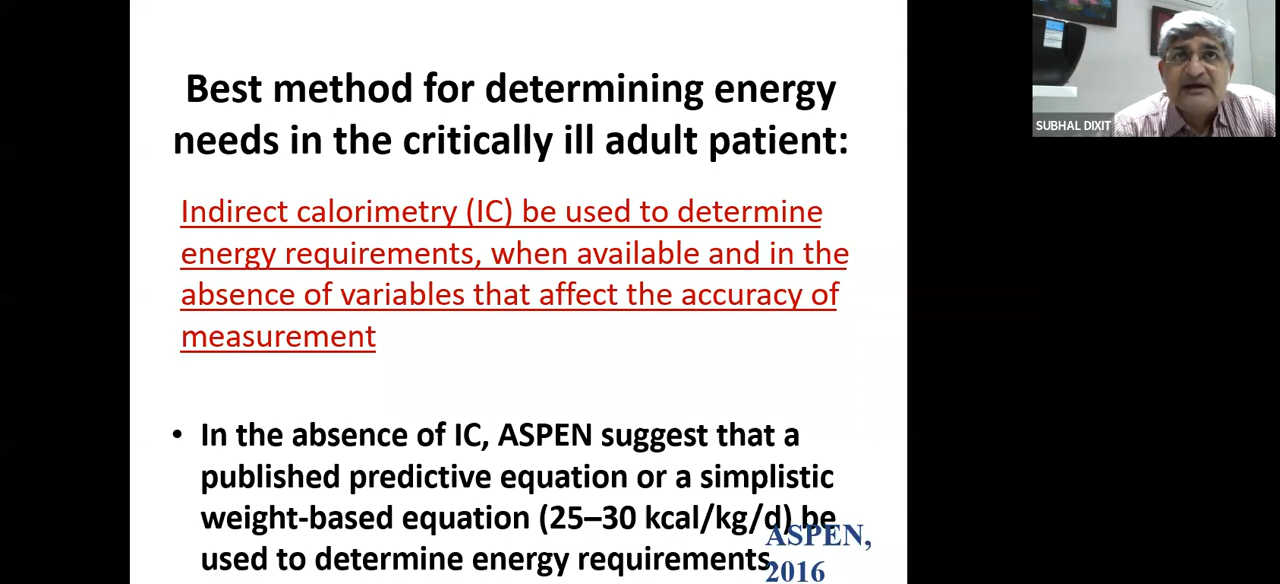 Best method for determining energy
needs in the critically ill adult patient:
Indirect calorimetry (IC) be used to determine
energy requirements, when available and in the
absence of variables that affect the accuracy of
measurement
• In the absence of IC, ASPEN suggest that a
published predictive equation or a simplistic
weight-based equation (25–30 kcal/kg/d) be
used to determine energy requirements.
ASPEN,
2016
SUBHAL DIXIT